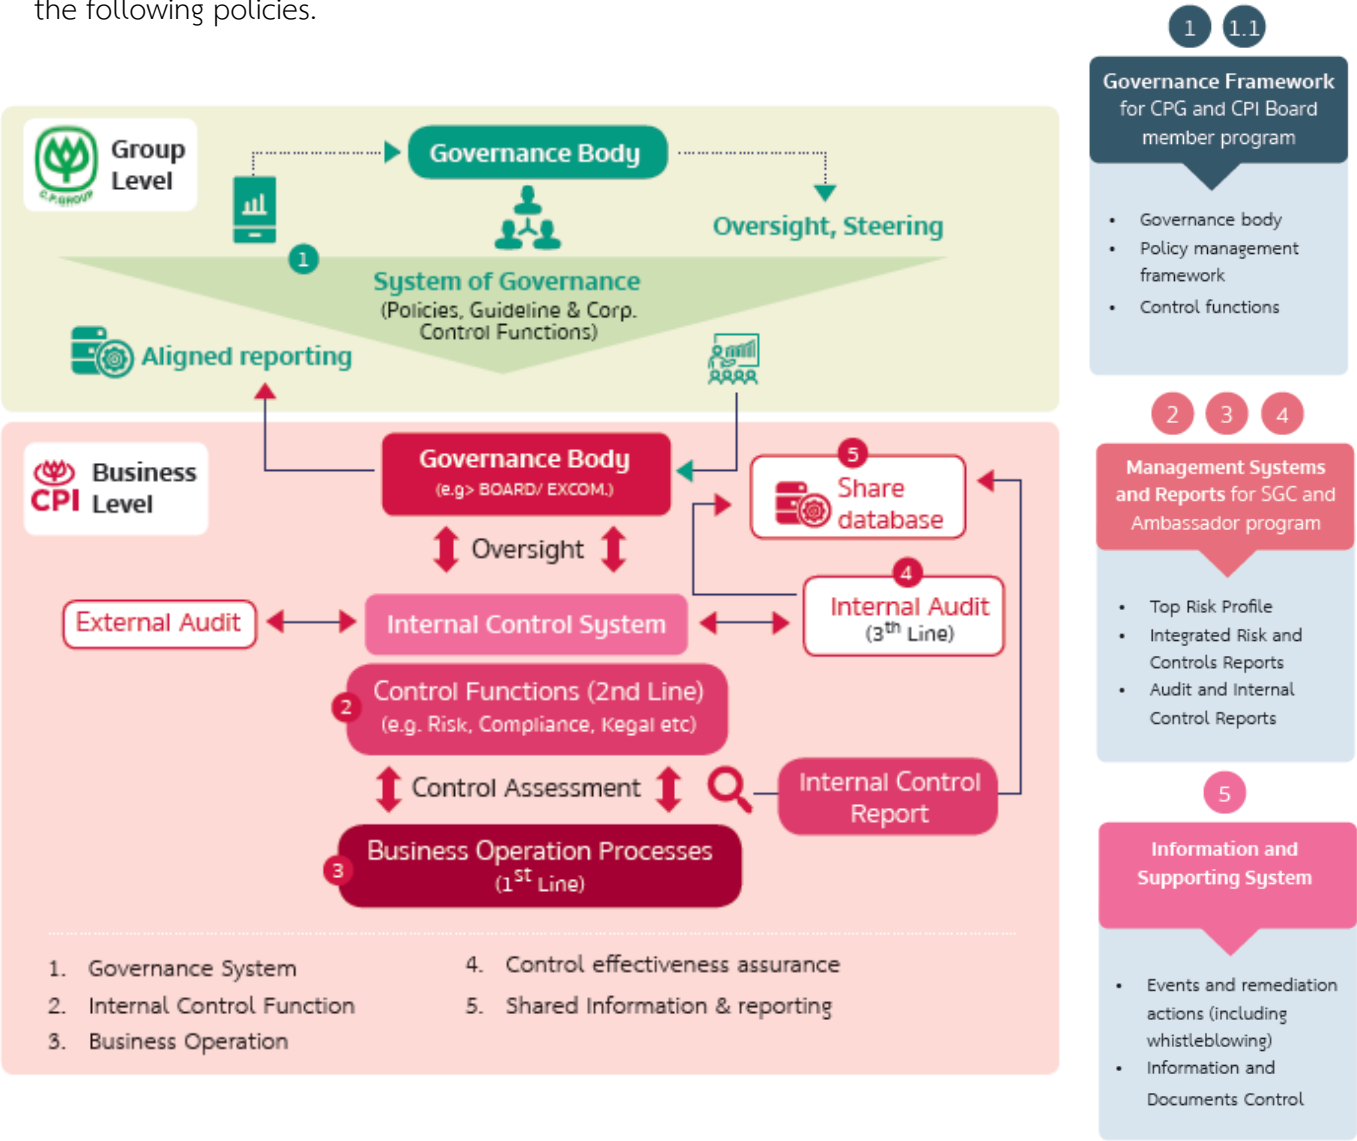 the following policies.
C.P.GROUP
Group
Level
Governance Body
Oversight, Steering
1
System of Governance
(Policies, Guideline & Corp.
Control Functions)
Aligned reporting
CPI
Business
Level
Governance Body
(e.g> BOARD/ EXCOM.)
Oversight
5
Share
database
External Audit
Internal Control System
4
Internal Audit
(3th Line)
2
Control Functions (2nd Line)
(e.g. Risk, Compliance, Kegal etc)
Control Assessment
Internal Control
Report
3
Business Operation Processes
(1st Line)
1. Governance System
2. Internal Control Function
3. Business Operation
4. Control effectiveness assurance
5. Shared Information & reporting
1 1.1
Governance Framework
for CPG and CPI Board
member program
• Governance body
• Policy management
framework
• Control functions
2 3 4
Management Systems
and Reports for SGC and
Ambassador program
• Top Risk Profile
• Integrated Risk and
Controls Reports
• Audit and Internal
Control Reports
5
Information and
Supporting System
• Events and remediation
actions (including
whistleblowing)
• Information and
Documents Control